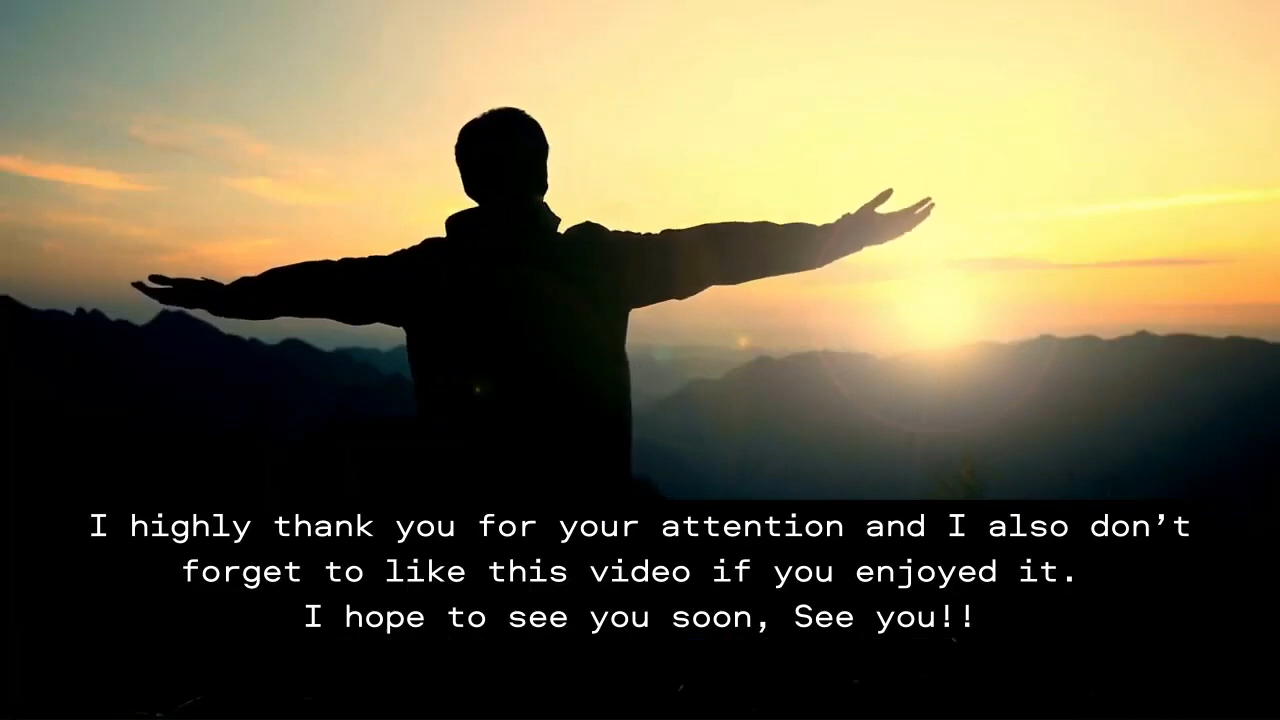 I highly thank you for your attention and I also don’t
forget to like this video if you enjoyed it.
I hope to see you soon, See you!!